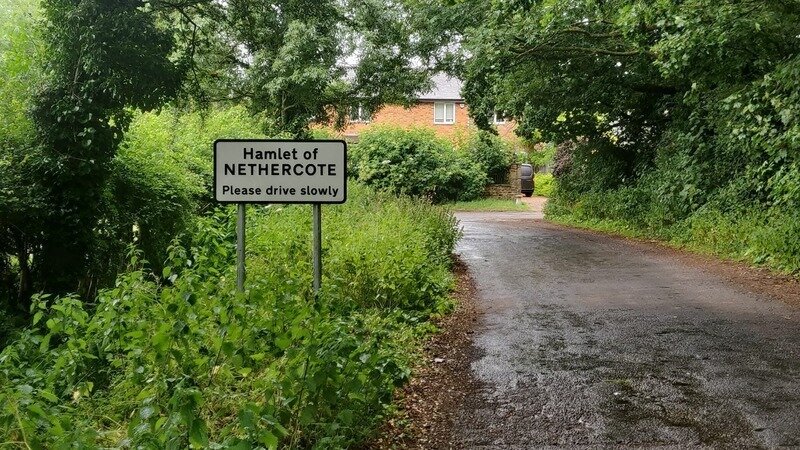 Hamlet of
NETHERCOTE
Please drive slowly